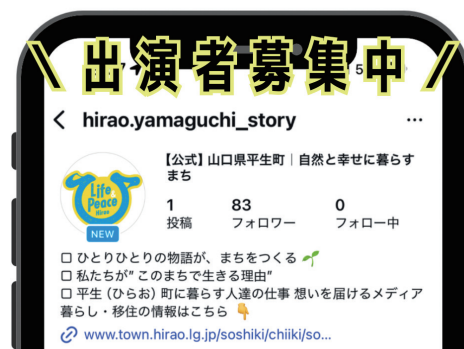 \ 出演者募集中 /
hirao.yamaguchi_story
...
Life
Peace
Hirao
NEW
【公式】山口県平生町｜自然と幸せに暮らす
まち
1 83 0
投稿 フォロワー フォロー中
□ ひとりひとりの物語が、まちをつくる 🌱
□ 私たちが”このまちで生きる理由”
□ 平生（ひらお）町に暮らす人達の仕事 想いを届けるメディア
暮らし・移住の情報はこちら 👇
www.town.hirao.lg.jp/soshiki/chiiki/so...